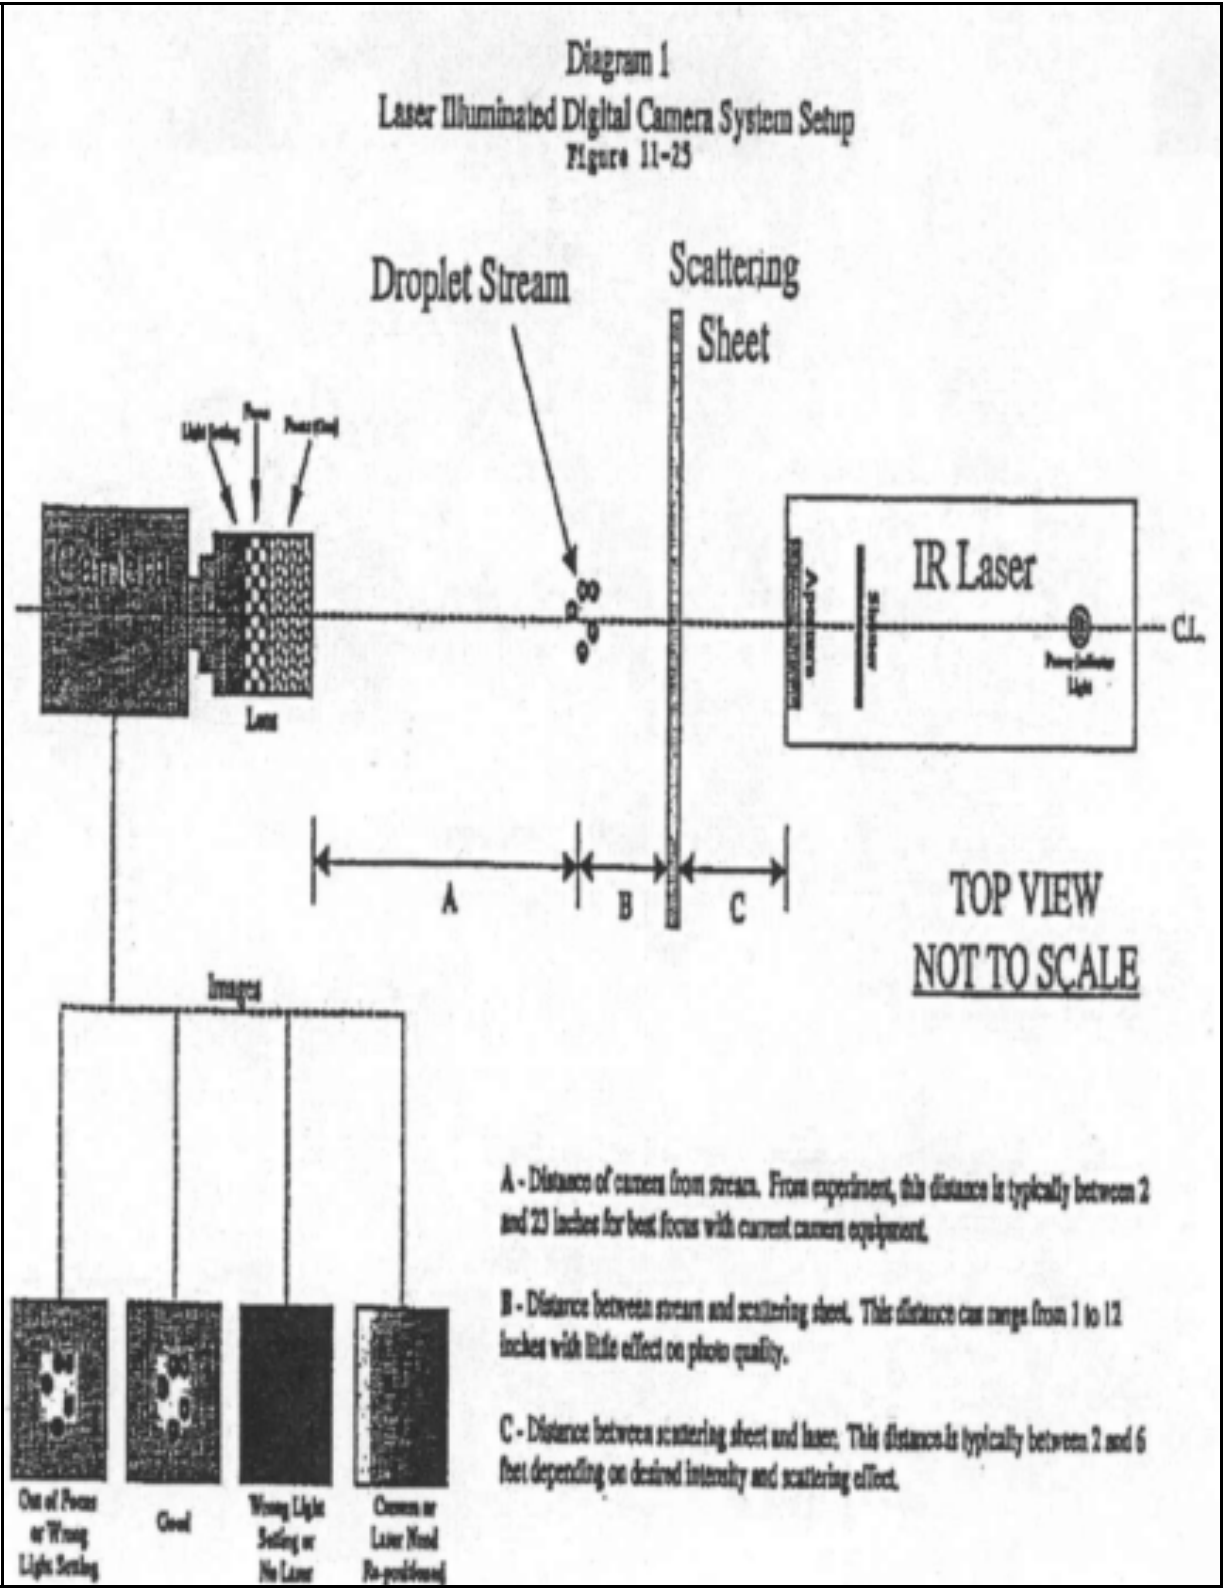 Diagram 1
Laser Illuminated Digital Camera System Setup
Figure 11-25
Droplet Stream
Scattering
Sheet
Light Setting
Focus
Focus
Camera
Lens
IR Laser
Aperture
Shutter
Power Indicator
Light
C.L.
A
B
C
TOP VIEW
NOT TO SCALE
Images
A - Distance of camera from stream. From experiment, this distance is typically between 2
and 23 inches for best focus with current camera equipment.
B - Distance between stream and scattering sheet. This distance can range from 1 to 12
inches with little effect on photo quality.
C - Distance between scattering sheet and laser. This distance is typically between 2 and 6
feet depending on desired intensity and scattering effect.
Out of Focus
or Wrong
Light Setting
Good
Wrong Light
Setting or
No Laser
Camera or
Laser Need
Re-positioned